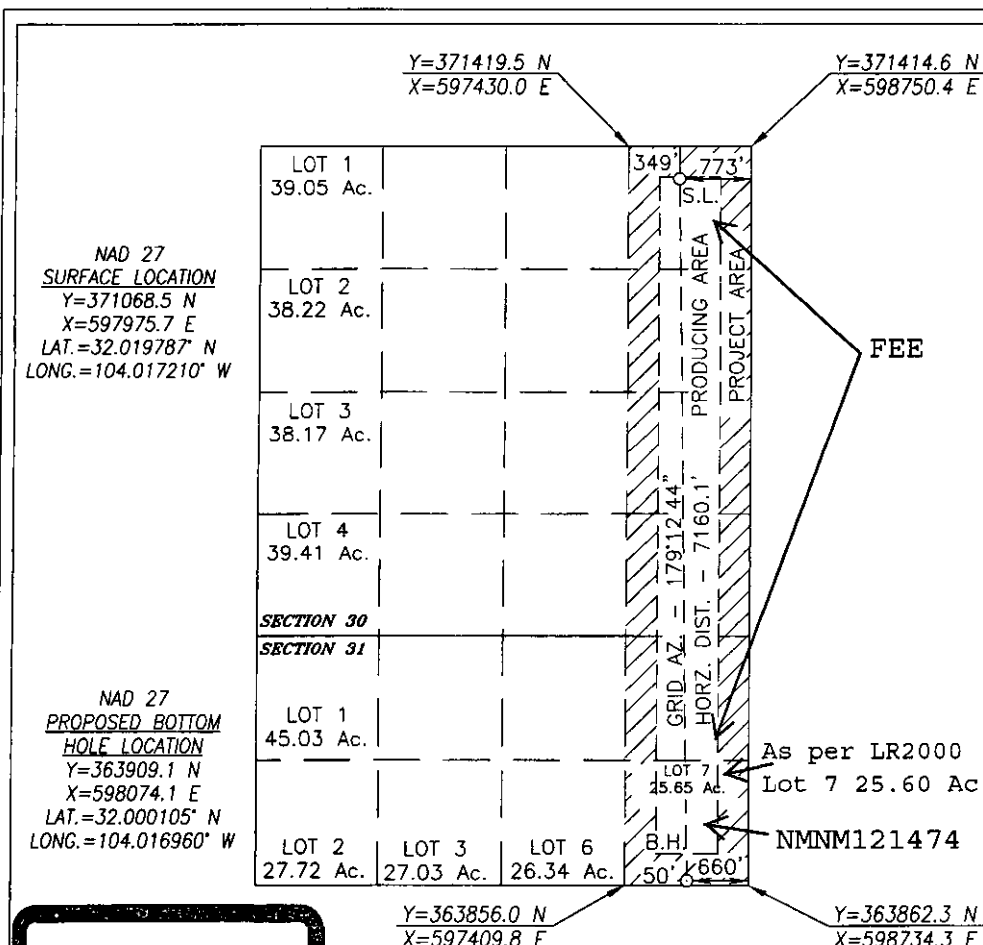 Y=371419.5 N
X=597430.0 E
Y=371414.6 N
X=598750.4 E
LOT 1
39.05 Ac.
349'
773'
S.L.
NAD 27
SURFACE LOCATION
Y=371068.5 N
X=597975.7 E
LAT.=32.019787° N
LONG.=104.017210° W
LOT 2
38.22 Ac.
PRODUCING AREA
PROJECT AREA
FEE
LOT 3
38.17 Ac.
LOT 4
39.41 Ac.
GRID AZ. - 179°12'44"
HORZ. DIST. - 7160.1'
SECTION 30
SECTION 31
LOT 1
45.03 Ac.
NAD 27
PROPOSED BOTTOM
HOLE LOCATION
Y=363909.1 N
X=598074.1 E
LAT.=32.000105° N
LONG.=104.016960° W
LOT 7
25.65 Ac.
As per LR2000
Lot 7 25.60 Ac
NMNM121474
LOT 2
27.72 Ac.
LOT 3
27.03 Ac.
LOT 6
26.34 Ac.
B.H.
50'
660'
Y=363856.0 N
X=597409.8 E
Y=363862.3 N
X=598734.3 E